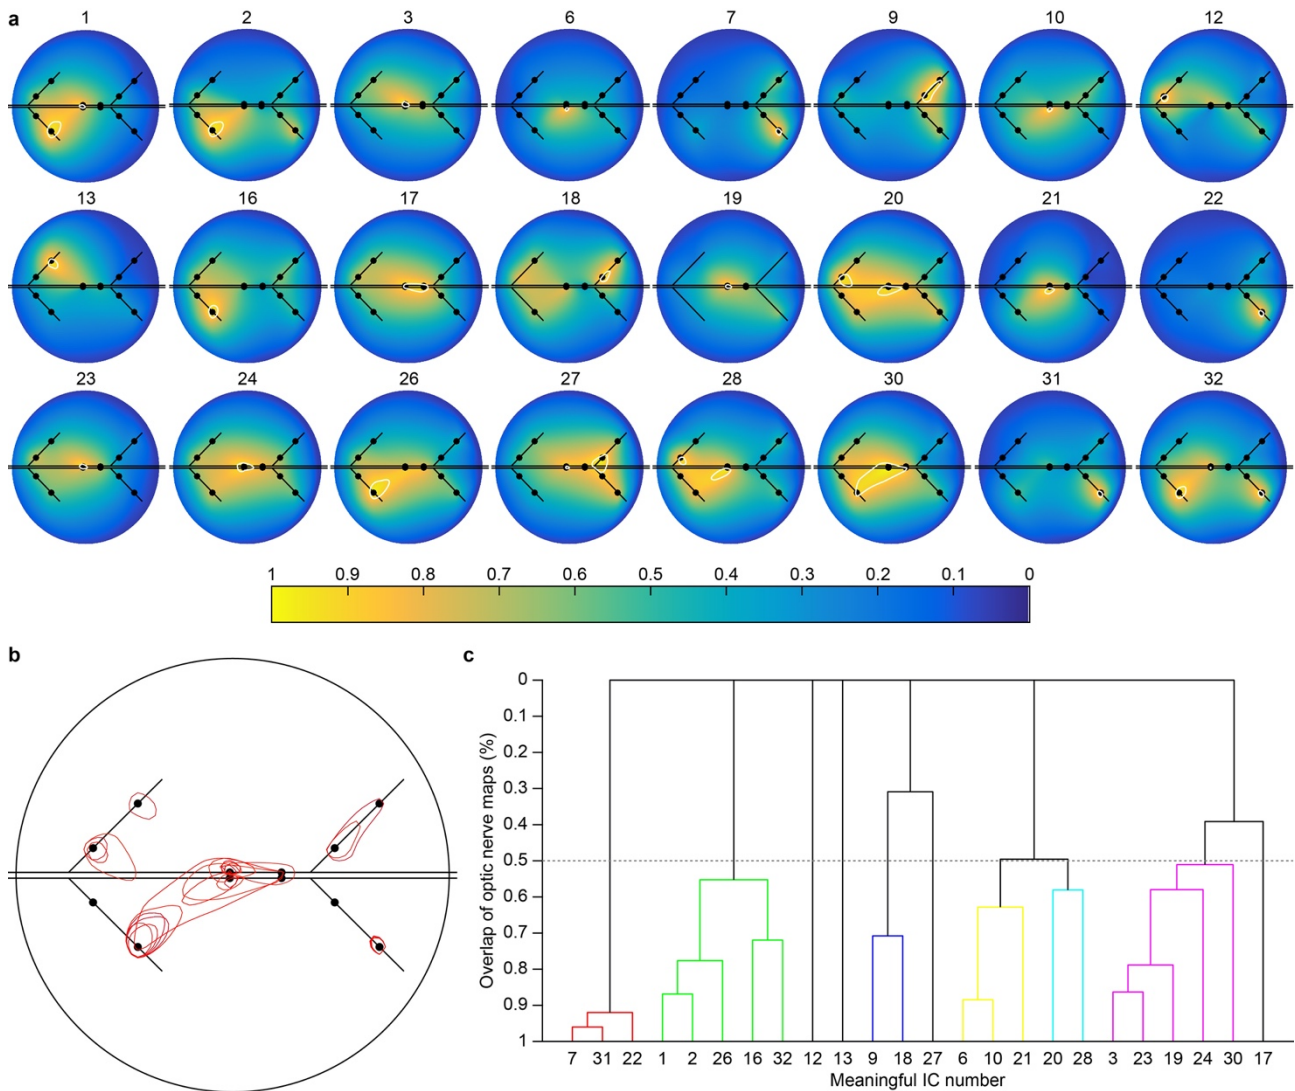 a
1 2 3 6 7 9 10 12
13 16 17 18 19 20 21 22
23 24 26 27 28 30 31 32
1 0.9 0.8 0.7 0.6 0.5 0.4 0.3 0.2 0.1 0
b
c
Overlap of optic nerve maps (%)
0
0.1
0.2
0.3
0.4
0.5
0.6
0.7
0.8
0.9
1
7 31 22 1 2 26 16 32 12 13 9 18 27 6 10 21 20 28 3 23 19 24 30 17
Meaningful IC number